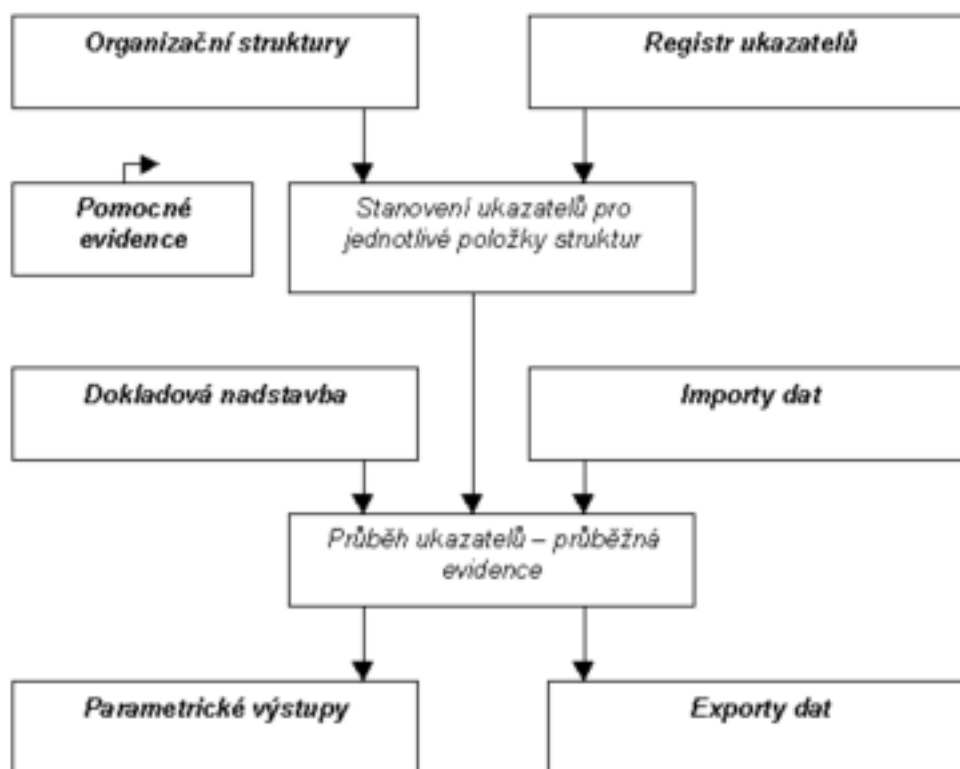 Organizační struktury
Registr ukazatelů
Pomocné
evidence
Stanovení ukazatelů pro
jednotlivé položky struktur
Dokladová nadstavba
Importy dat
Průběh ukazatelů – průběžná
evidence
Parametrické výstupy
Exporty dat